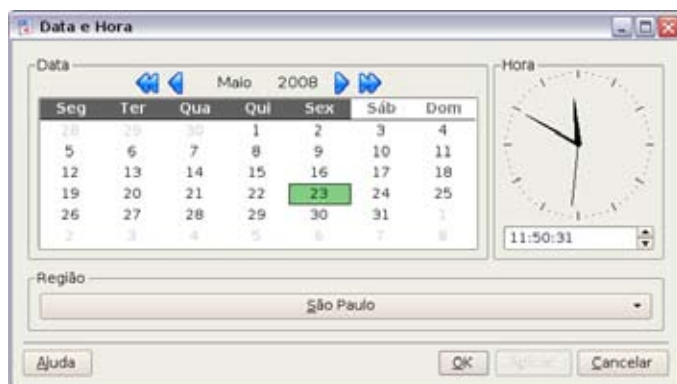 Data e Hora
Data
Maio 2008
Seg Ter Qua Qui Sex Sáb Dom
28 29 30 1 2 3 4
5 6 7 8 9 10 11
12 13 14 15 16 17 18
19 20 21 22 23 24 25
26 27 28 29 30 31 1
2 3 4 5 6 7 8
Hora
11:50:31
Região
São Paulo
Ajuda
OK
Aplicar
Cancelar